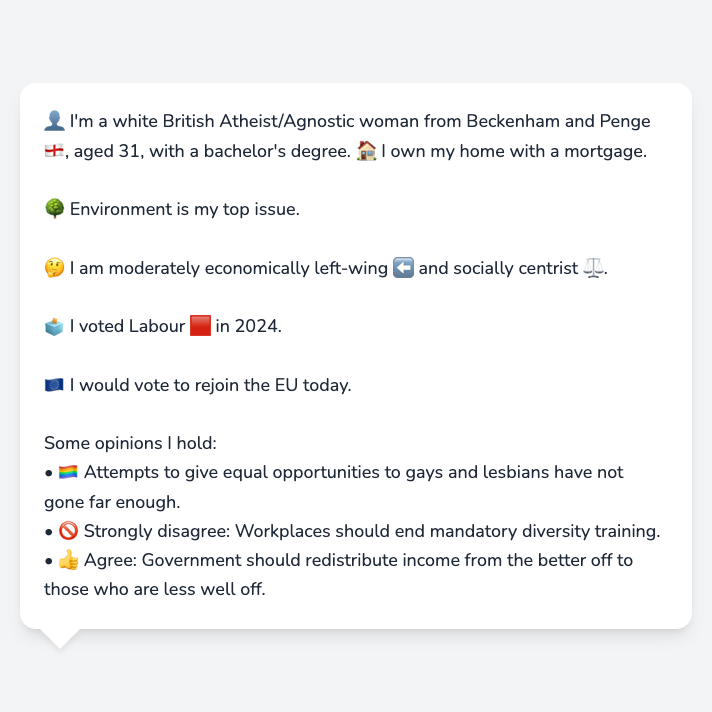 👤 I'm a white British Atheist/Agnostic woman from Beckenham and Penge
🏴󠁧󠁢󠁥󠁮󠁧󠁿, aged 31, with a bachelor's degree. 🏠 I own my home with a mortgage.
🌳 Environment is my top issue.
🤔 I am moderately economically left-wing ⬅️ and socially centrist ⚖️.
🗳️ I voted Labour 🟥 in 2024.
🇪🇺 I would vote to rejoin the EU today.
Some opinions I hold:
• 🏳️‍🌈 Attempts to give equal opportunities to gays and lesbians have not
gone far enough.
• 🚫 Strongly disagree: Workplaces should end mandatory diversity training.
• 👍 Agree: Government should redistribute income from the better off to
those who are less well off.